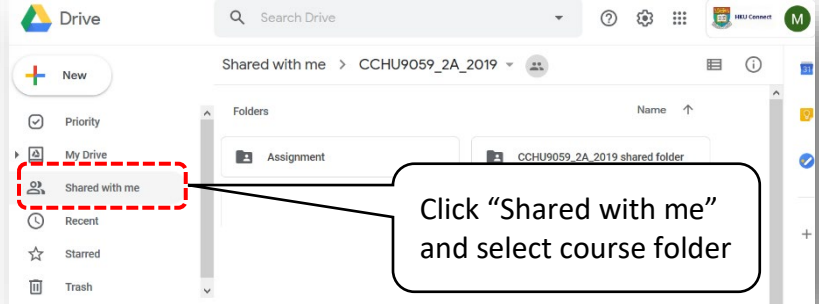 Drive
Search Drive
HKU Connect
M
New
Shared with me > CCHU9059_2A_2019
31
Priority
Folders
Name ↑
My Drive
Assignment
CCHU9059_2A_2019 shared folder
Shared with me
Click “Shared with me”
and select course folder
Recent
Starred
Trash